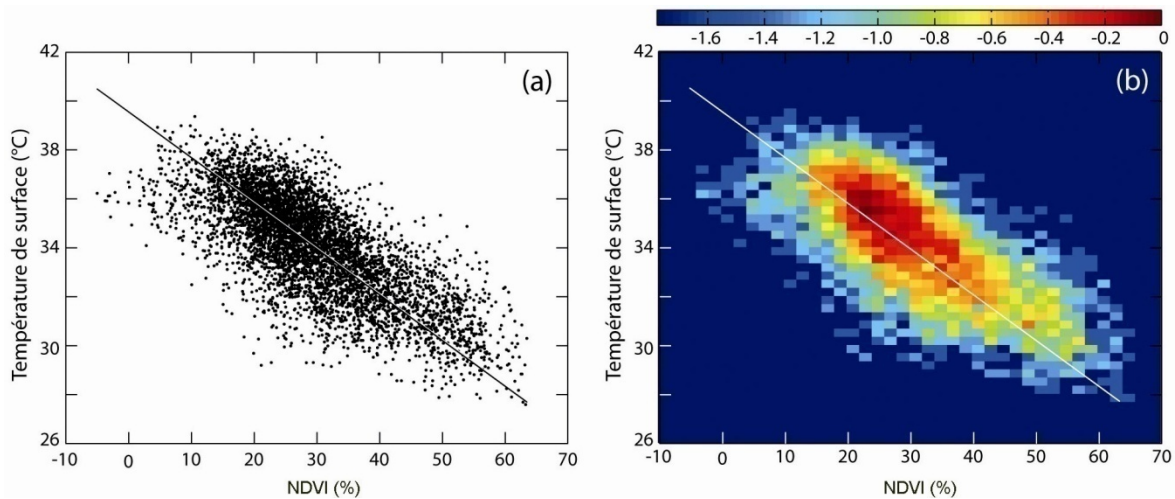 -1.6 -1.4 -1.2 -1.0 -0.8 -0.6 -0.4 -0.2 0
(a)
42
38
34
30
26
Température de surface (°C)
-10 0 10 20 30 40 50 60 70
NDVI (%)
(b)
42
38
34
30
26
Température de surface (°C)
-10 0 10 20 30 40 50 60 70
NDVI (%)